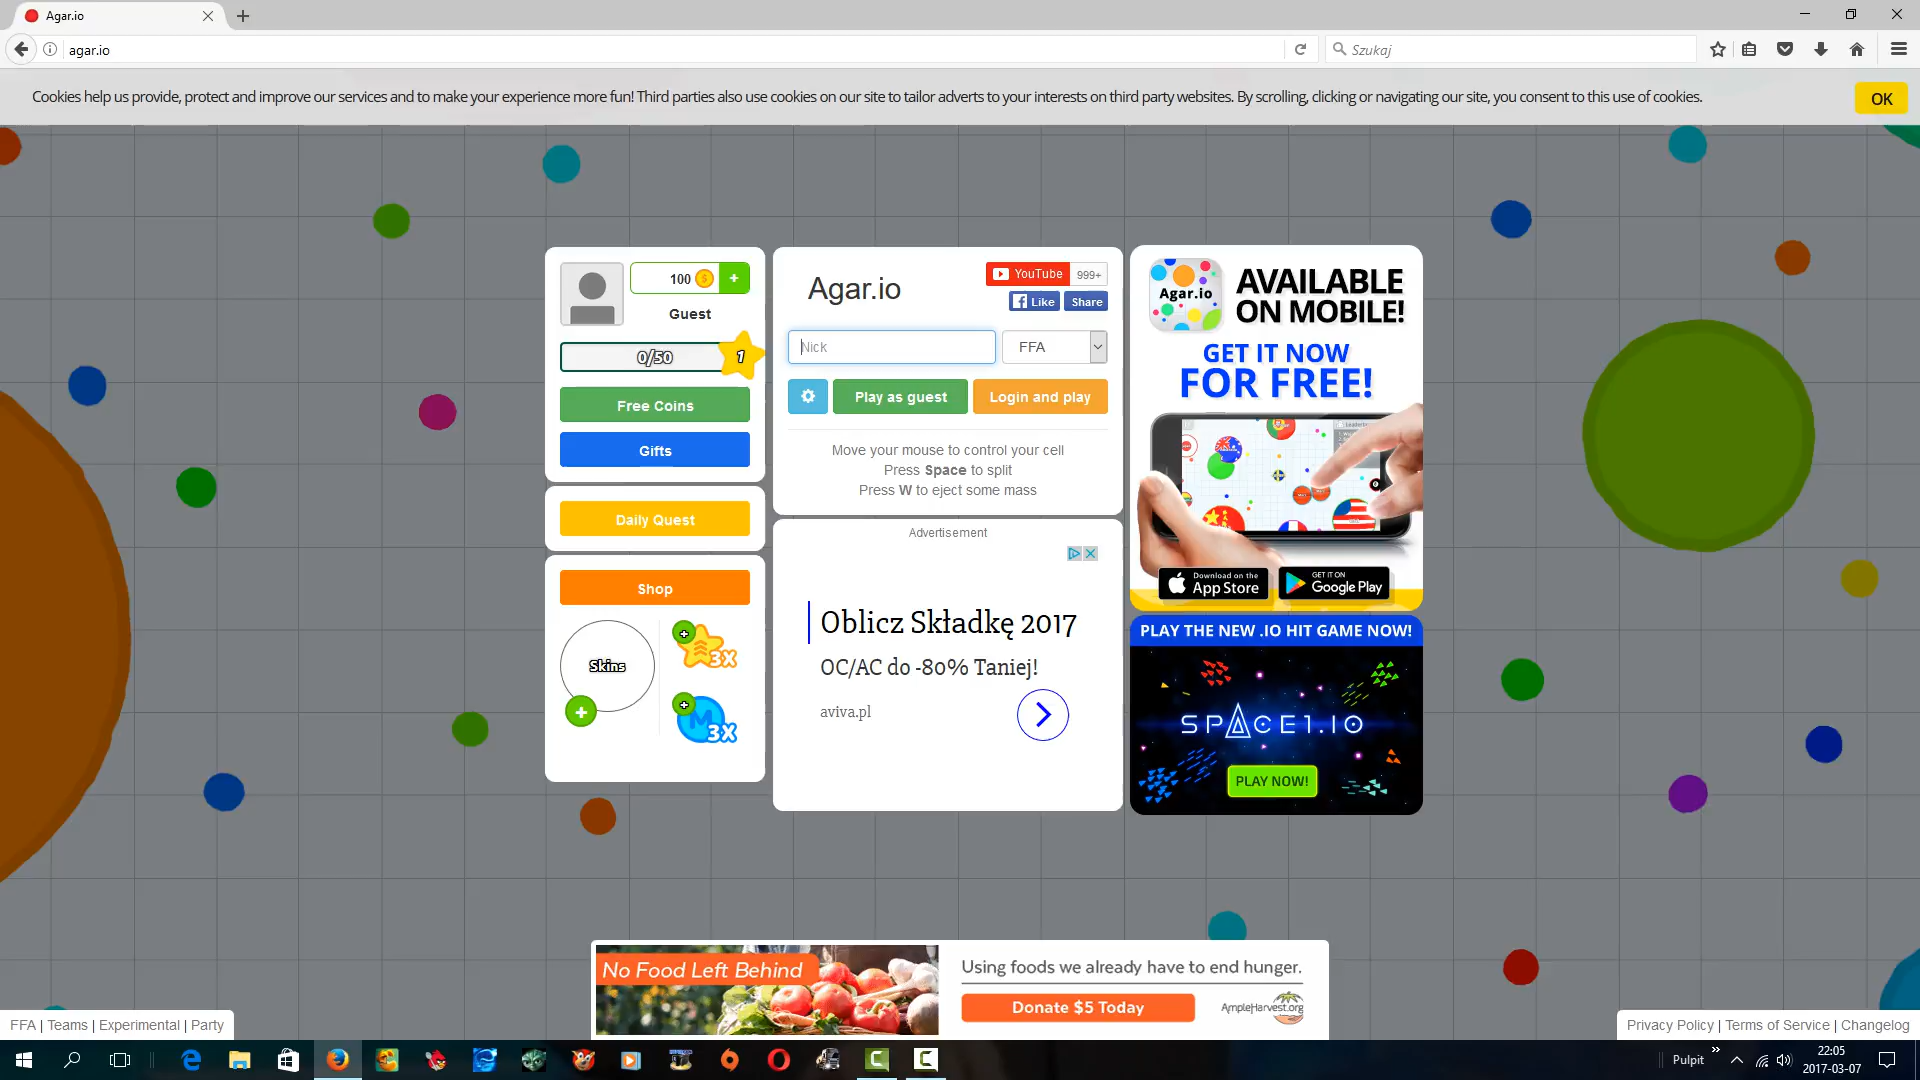 Agar.io
agar.io
Szukaj
Cookies help us provide, protect and improve our services and to make your experience more fun! Third parties also use cookies on our site to tailor adverts to your interests on third party websites. By scrolling, clicking or navigating our site, you consent to this use of cookies.
OK
100
Guest
0/50
1
Free Coins
Gifts
Daily Quest
Shop
Skins
3X
M
3X
Agar.io
YouTube 999+
Like Share
Nick
FFA
Play as guest
Login and play
Move your mouse to control your cell
Press Space to split
Press W to eject some mass
Advertisement
Oblicz Składkę 2017
OC/AC do -80% Taniej!
aviva.pl
Agar.io
AVAILABLE
ON MOBILE!
GET IT NOW
FOR FREE!
Download on the
App Store
GET IT ON
Google Play
PLAY THE NEW .IO HIT GAME NOW!
SPACE1.IO
PLAY NOW!
No Food Left Behind
Using foods we already have to end hunger.
Donate $5 Today
AmpleHarvest.org
FFA | Teams | Experimental | Party
Privacy Policy | Terms of Service | Changelog
Pulpit
22:05
2017-03-07